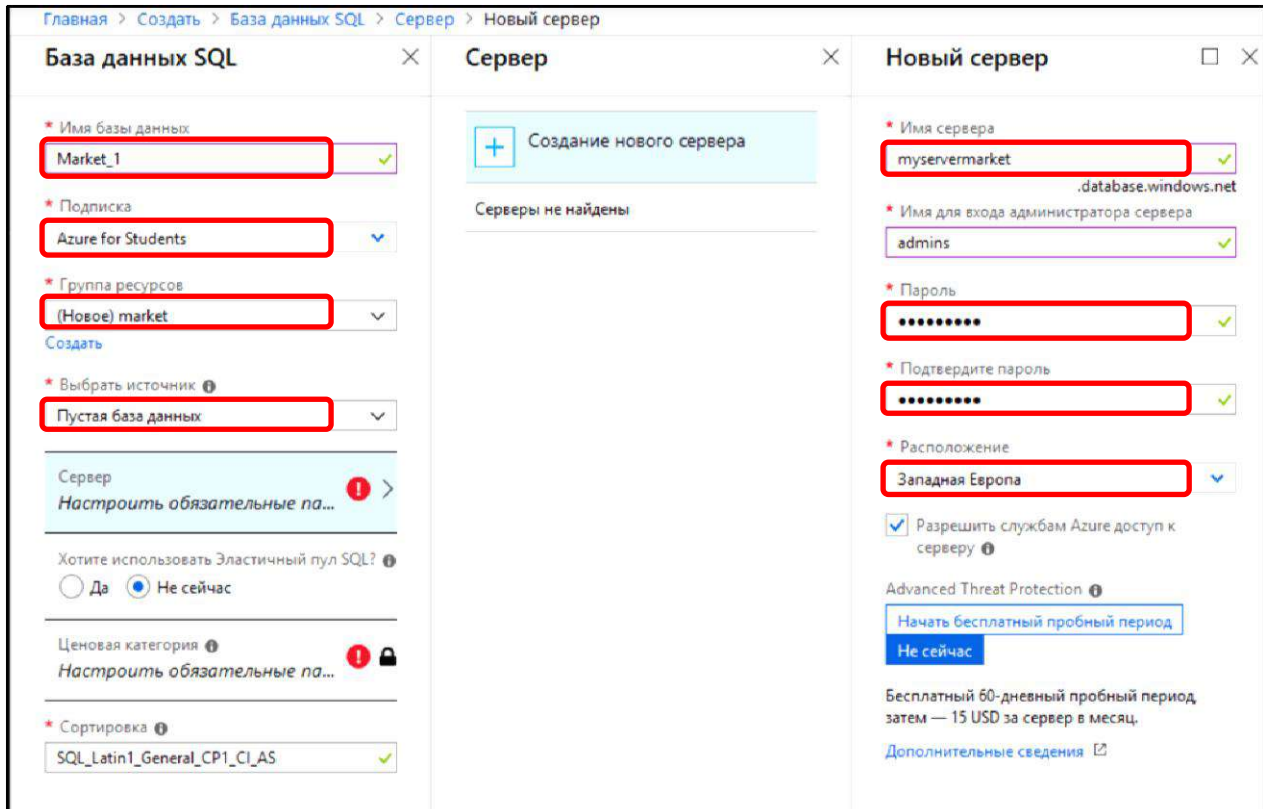 Главная > Создать > База данных SQL > Сервер > Новый сервер
База данных SQL
* Имя базы данных
Market_1
* Подписка
Azure for Students
* Группа ресурсов
(Новое) market
Создать
* Выбрать источник
Пустая база данных
Сервер
Настроить обязательные па...
Хотите использовать Эластичный пул SQL?
Да Не сейчас
Ценовая категория
Настроить обязательные па...
* Сортировка
SQL_Latin1_General_CP1_CI_AS
Сервер
Создание нового сервера
Серверы не найдены
Новый сервер
* Имя сервера
myservermarket
.database.windows.net
* Имя для входа администратора сервера
admins
* Пароль
•••••••••
* Подтвердите пароль
•••••••••
* Расположение
Западная Европа
Разрешить службам Azure доступ к
серверу
Advanced Threat Protection
Начать бесплатный пробный период
Не сейчас
Бесплатный 60-дневный пробный период,
затем — 15 USD за сервер в месяц.
Дополнительные сведения